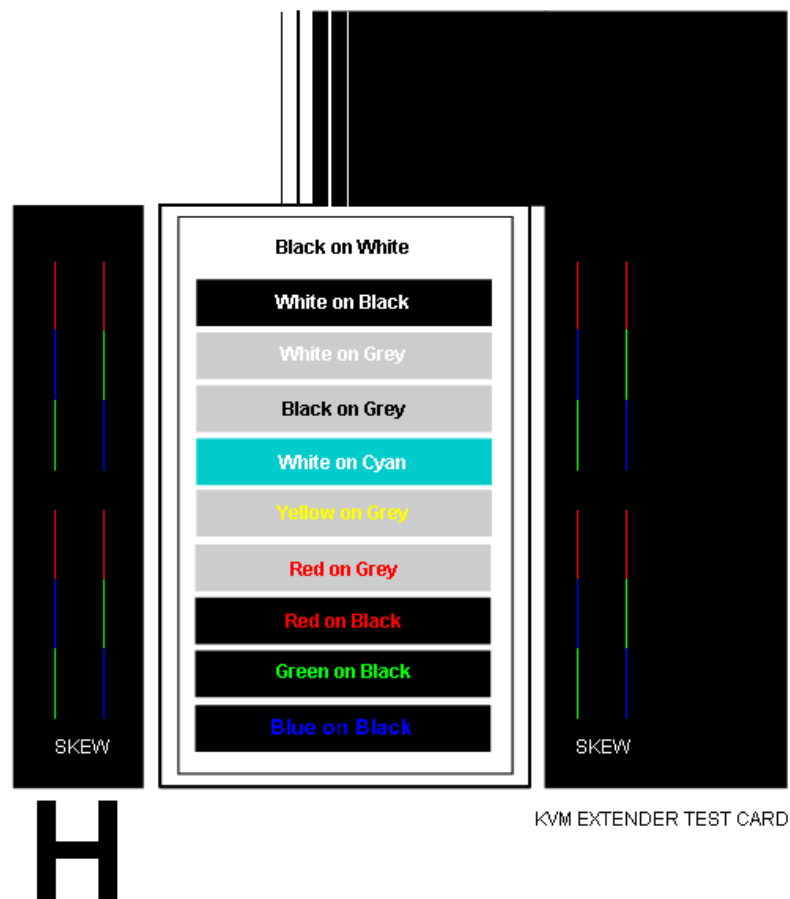 Black on White
White on Black
White on Grey
Black on Grey
White on Cyan
Yellow on Grey
Red on Grey
Red on Black
Green on Black
Blue on Black
SKEW
SKEW
KVM EXTENDER TEST CARD
H